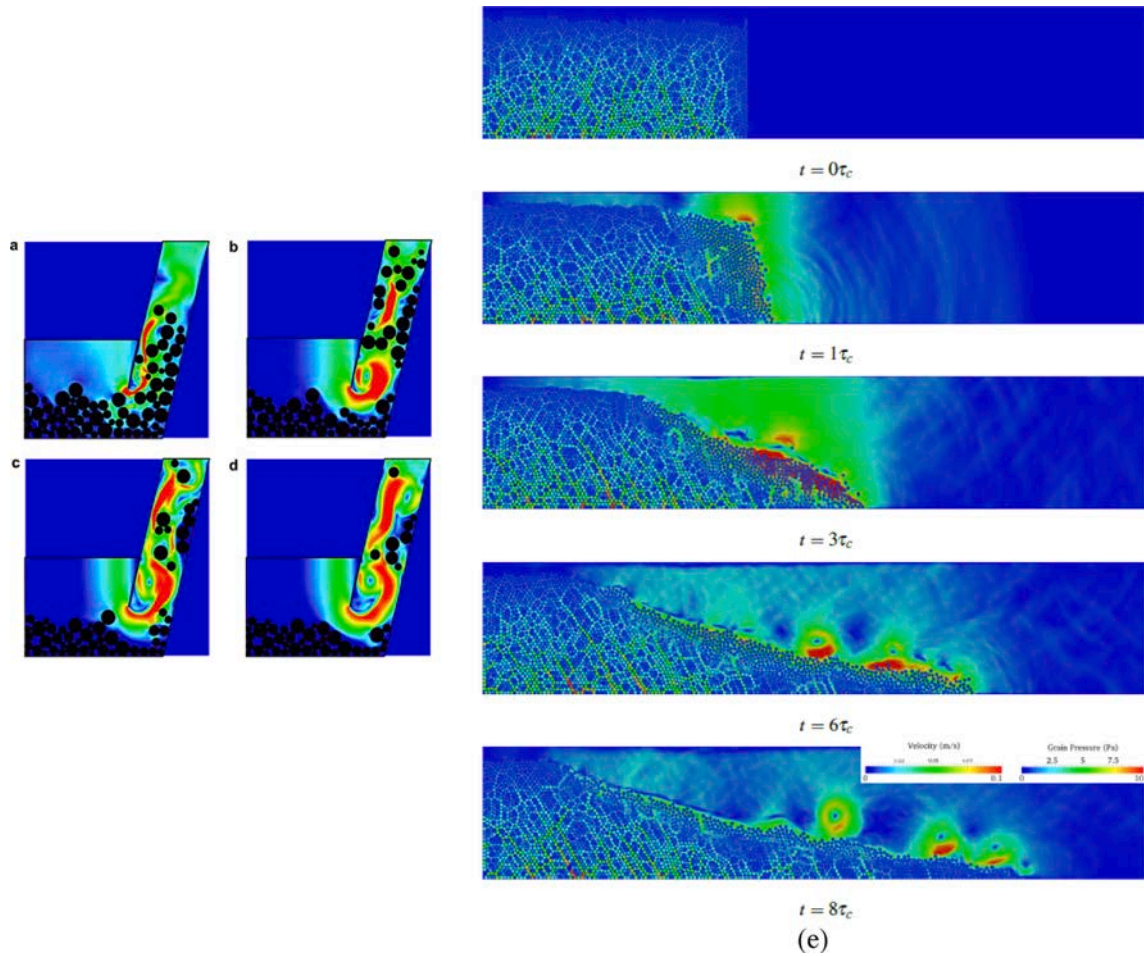 a b
c d
t = 0τc
t = 1τc
t = 3τc
t = 6τc
Velocity (m/s) Grain Pressure (Pa)
0 0.1 0 2.5 5 7.5 10
t = 8τc
(e)